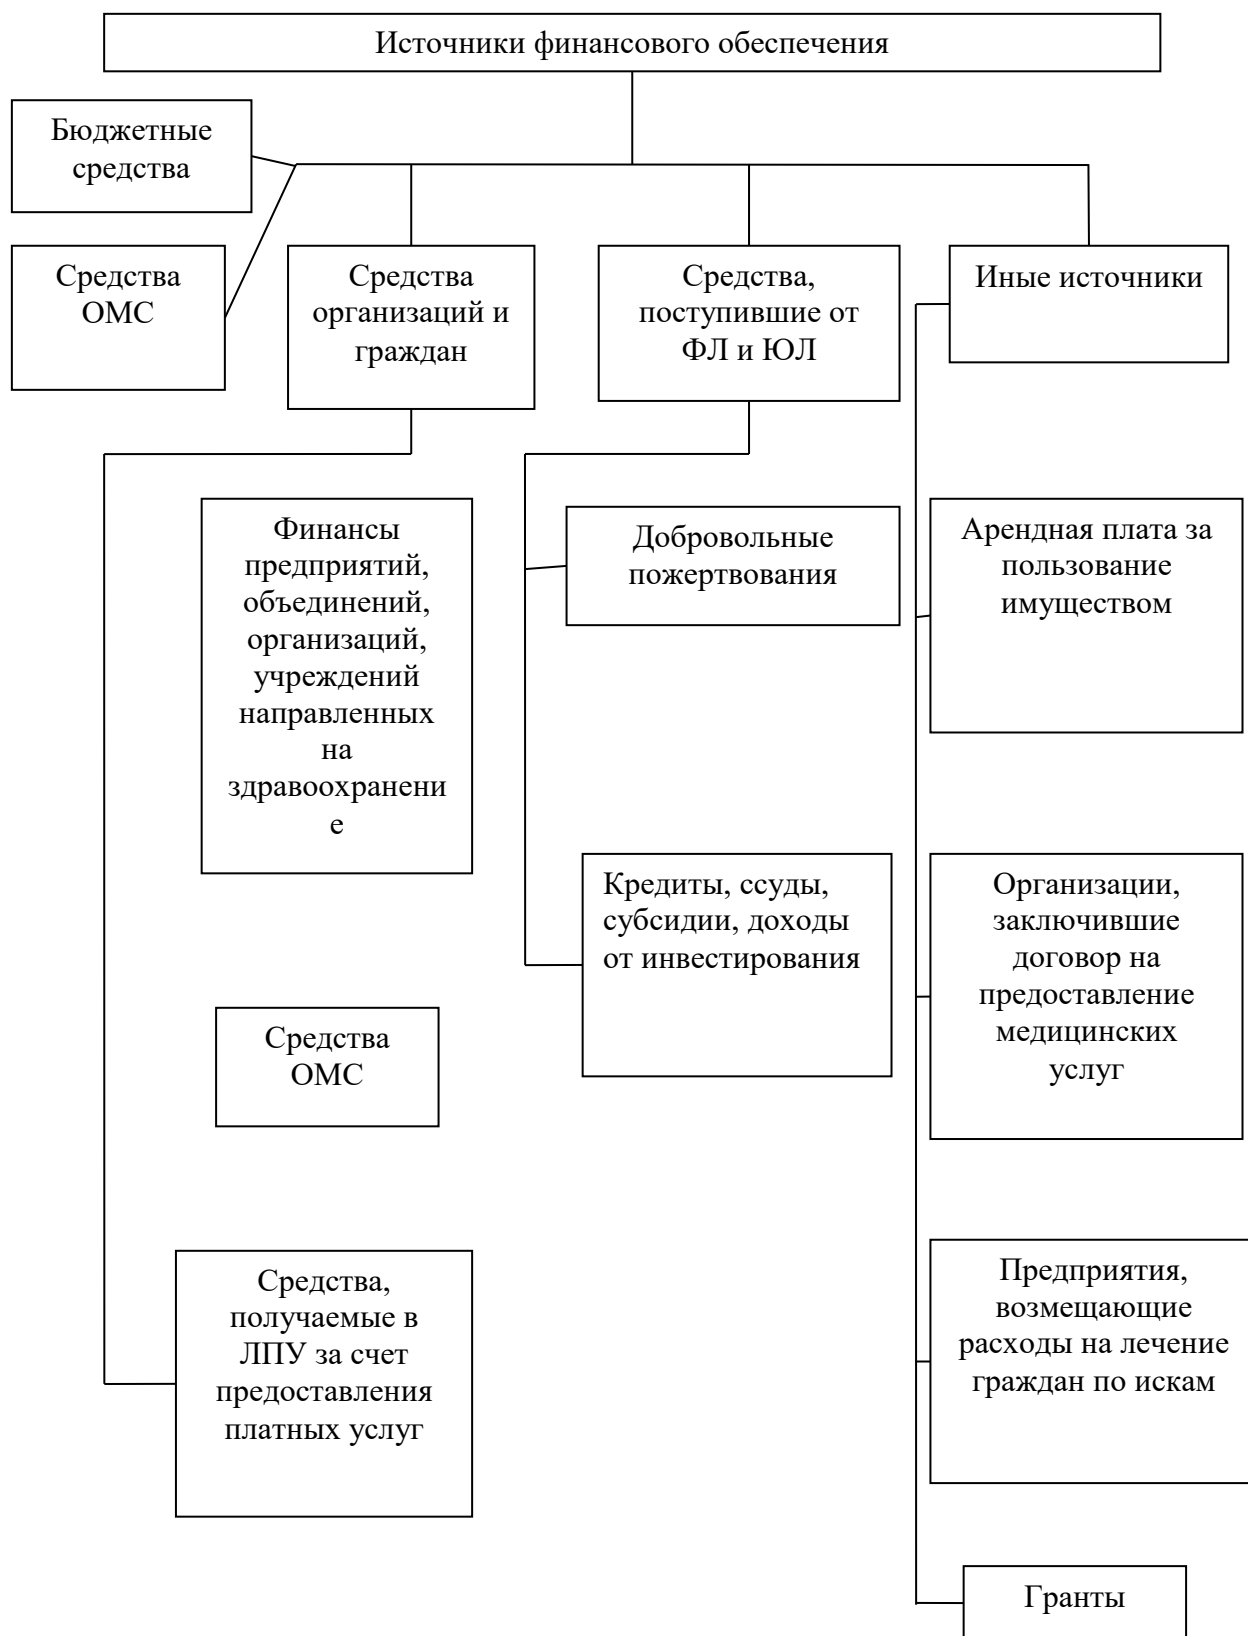 Источники финансового обеспечения
Бюджетные
средства
Средства
ОМС
Средства
организаций и
граждан
Средства,
поступившие от
ФЛ и ЮЛ
Иные источники
Финансы
предприятий,
объединений,
организаций,
учреждений
направленных
на
здравоохранени
е
Добровольные
пожертвования
Арендная плата за
пользование
имуществом
Кредиты, ссуды,
субсидии, доходы
от инвестирования
Организации,
заключившие
договор на
предоставление
медицинских
услуг
Средства
ОМС
Средства,
получаемые в
ЛПУ за счет
предоставления
платных услуг
Предприятия,
возмещающие
расходы на лечение
граждан по искам
Гранты